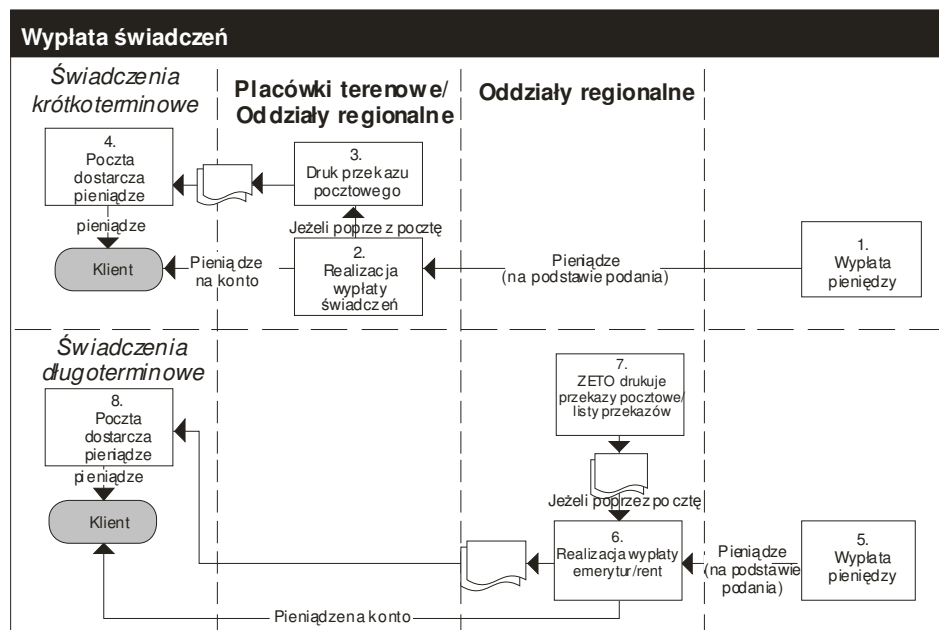 Wypłata świadczeń
Świadczenia
krótkoterminowe
Placówki terenowe/
Oddziały regionalne
Oddziały regionalne
4.
Poczta
dostarcza
pieniądze
3.
Druk przekazu
pocztowego
pieniądze
Jeżeli poprzez pocztę
Klient
Pieniądze
na konto
2.
Realizacja
wypłaty
świadczeń
Pieniądze
(na podstawie podania)
1.
Wypłata
pieniędzy
Świadczenia
długoterminowe
7.
ZETO drukuje
przekazy pocztowe/
listy przekazów
8.
Poczta
dostarcza
pieniądze
pieniądze
Jeżeli poprzez pocztę
Klient
6.
Realizacja wypłaty
emerytur/rent
Pieniądze
(na podstawie
podania)
5.
Wypłata
pieniędzy
Pieniądze na konto